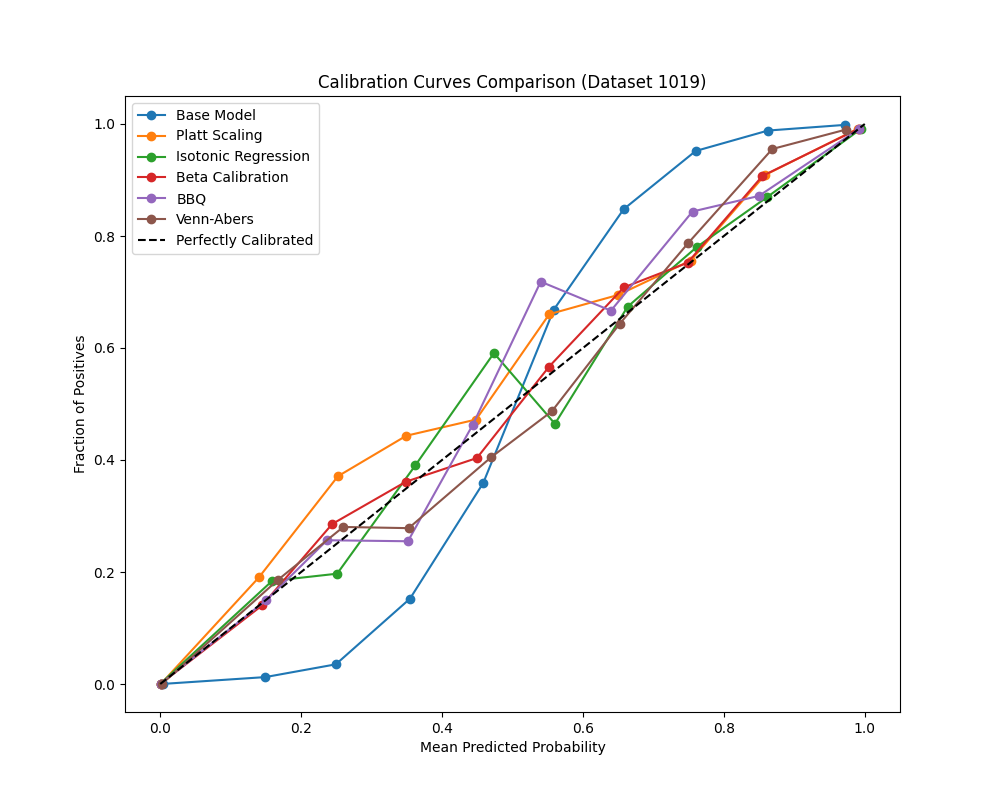 Calibration Curves Comparison (Dataset 1019)
Base Model
Platt Scaling
Isotonic Regression
Beta Calibration
BBQ
Venn-Abers
Perfectly Calibrated
Fraction of Positives
1.0
0.8
0.6
0.4
0.2
0.0
0.0 0.2 0.4 0.6 0.8 1.0
Mean Predicted Probability